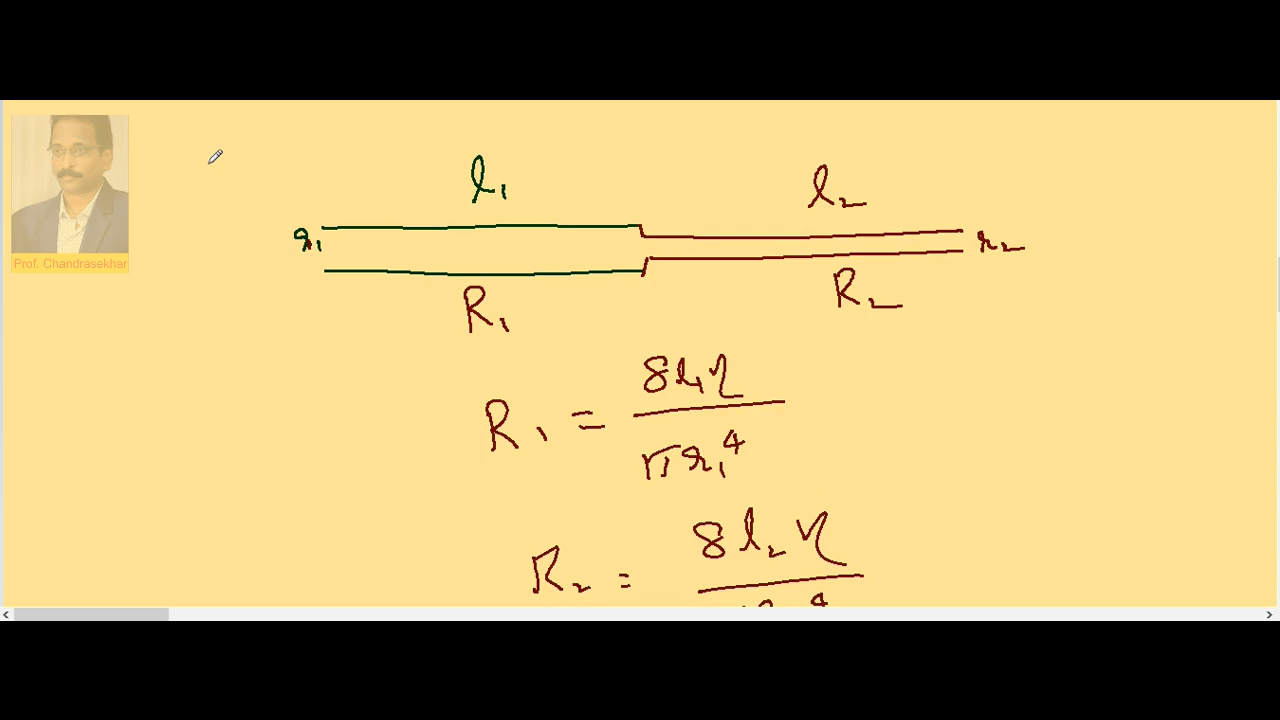 l₁ l₂
r₁ r₂
Prof. Chandrasekhar
R₁ R₂
R₁ = 8l₁η / πr₁⁴
R₂ = 8l₂η